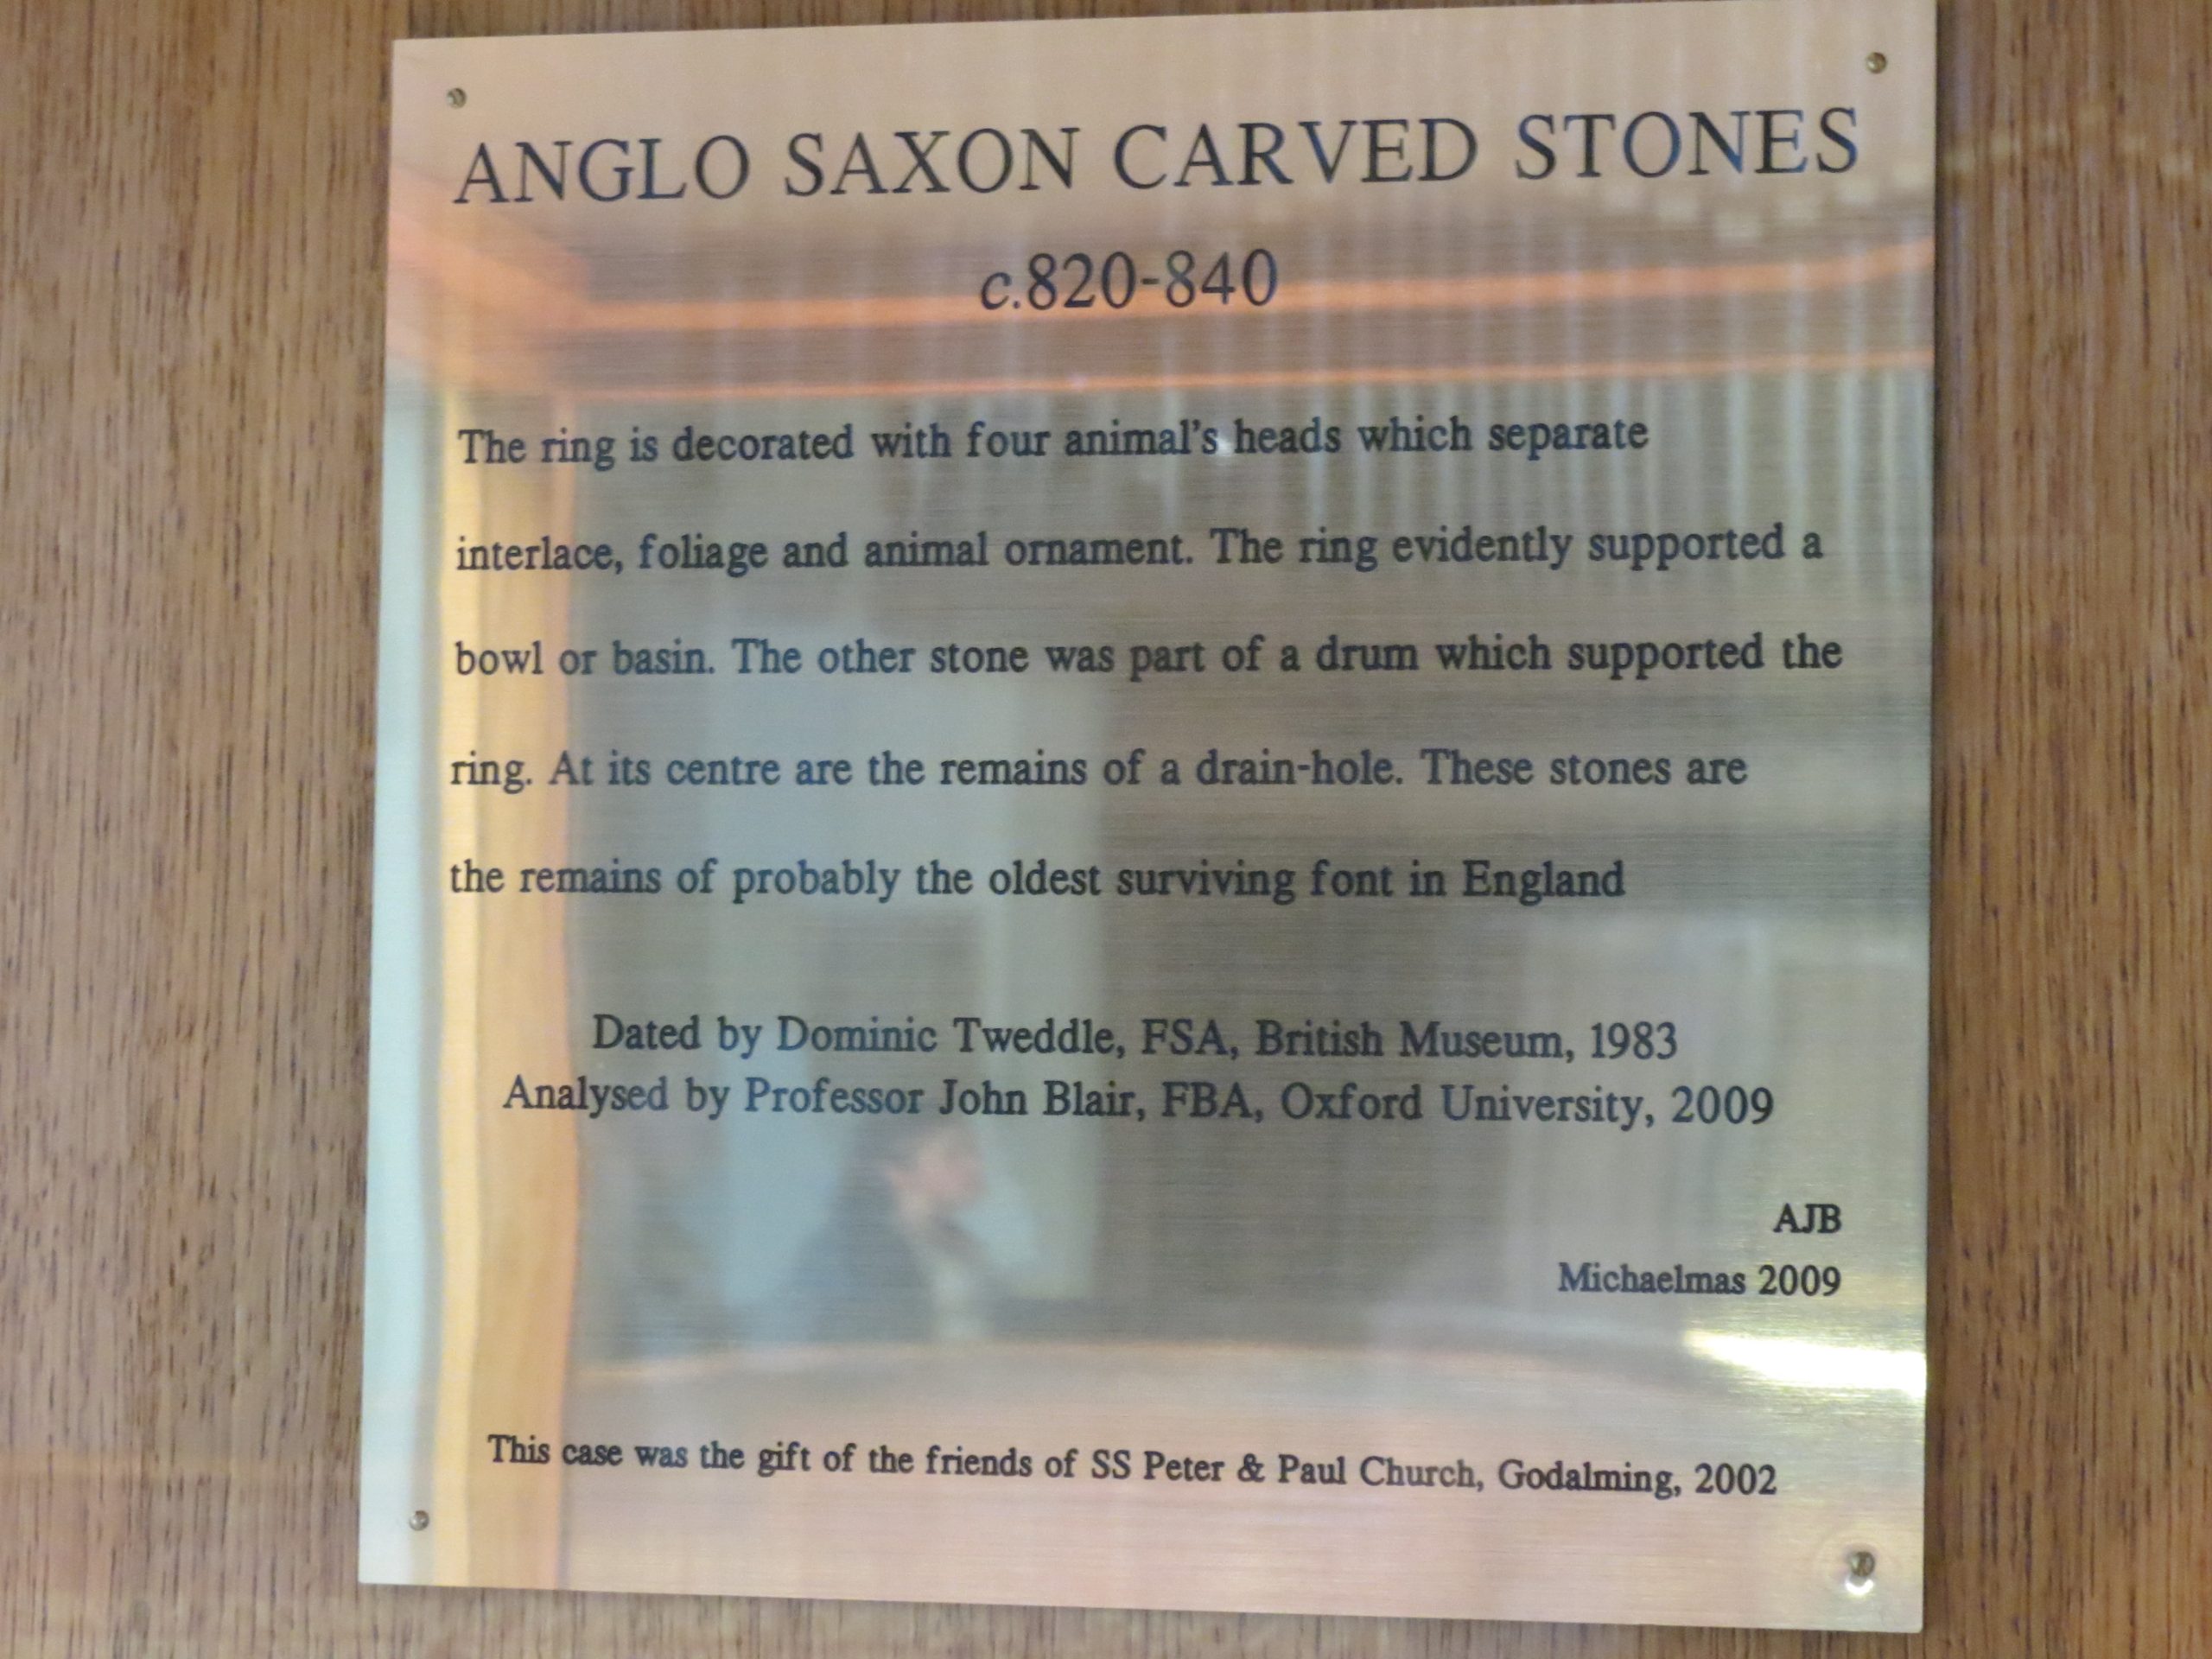 ANGLO SAXON CARVED STONES
c.820-840
The ring is decorated with four animal's heads which separate
interlace, foliage and animal ornament. The ring evidently supported a
bowl or basin. The other stone was part of a drum which supported the
ring. At its centre are the remains of a drain-hole. These stones are
the remains of probably the oldest surviving font in England
Dated by Dominic Tweddle, FSA, British Museum, 1983
Analysed by Professor John Blair, FBA, Oxford University, 2009
AJB
Michaelmas 2009
This case was the gift of the friends of SS Peter & Paul Church, Godalming, 2002